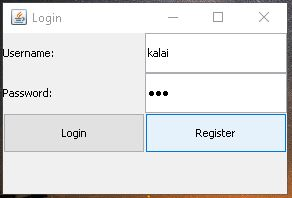 Login
Username: kalai
Password: •••
Login Register